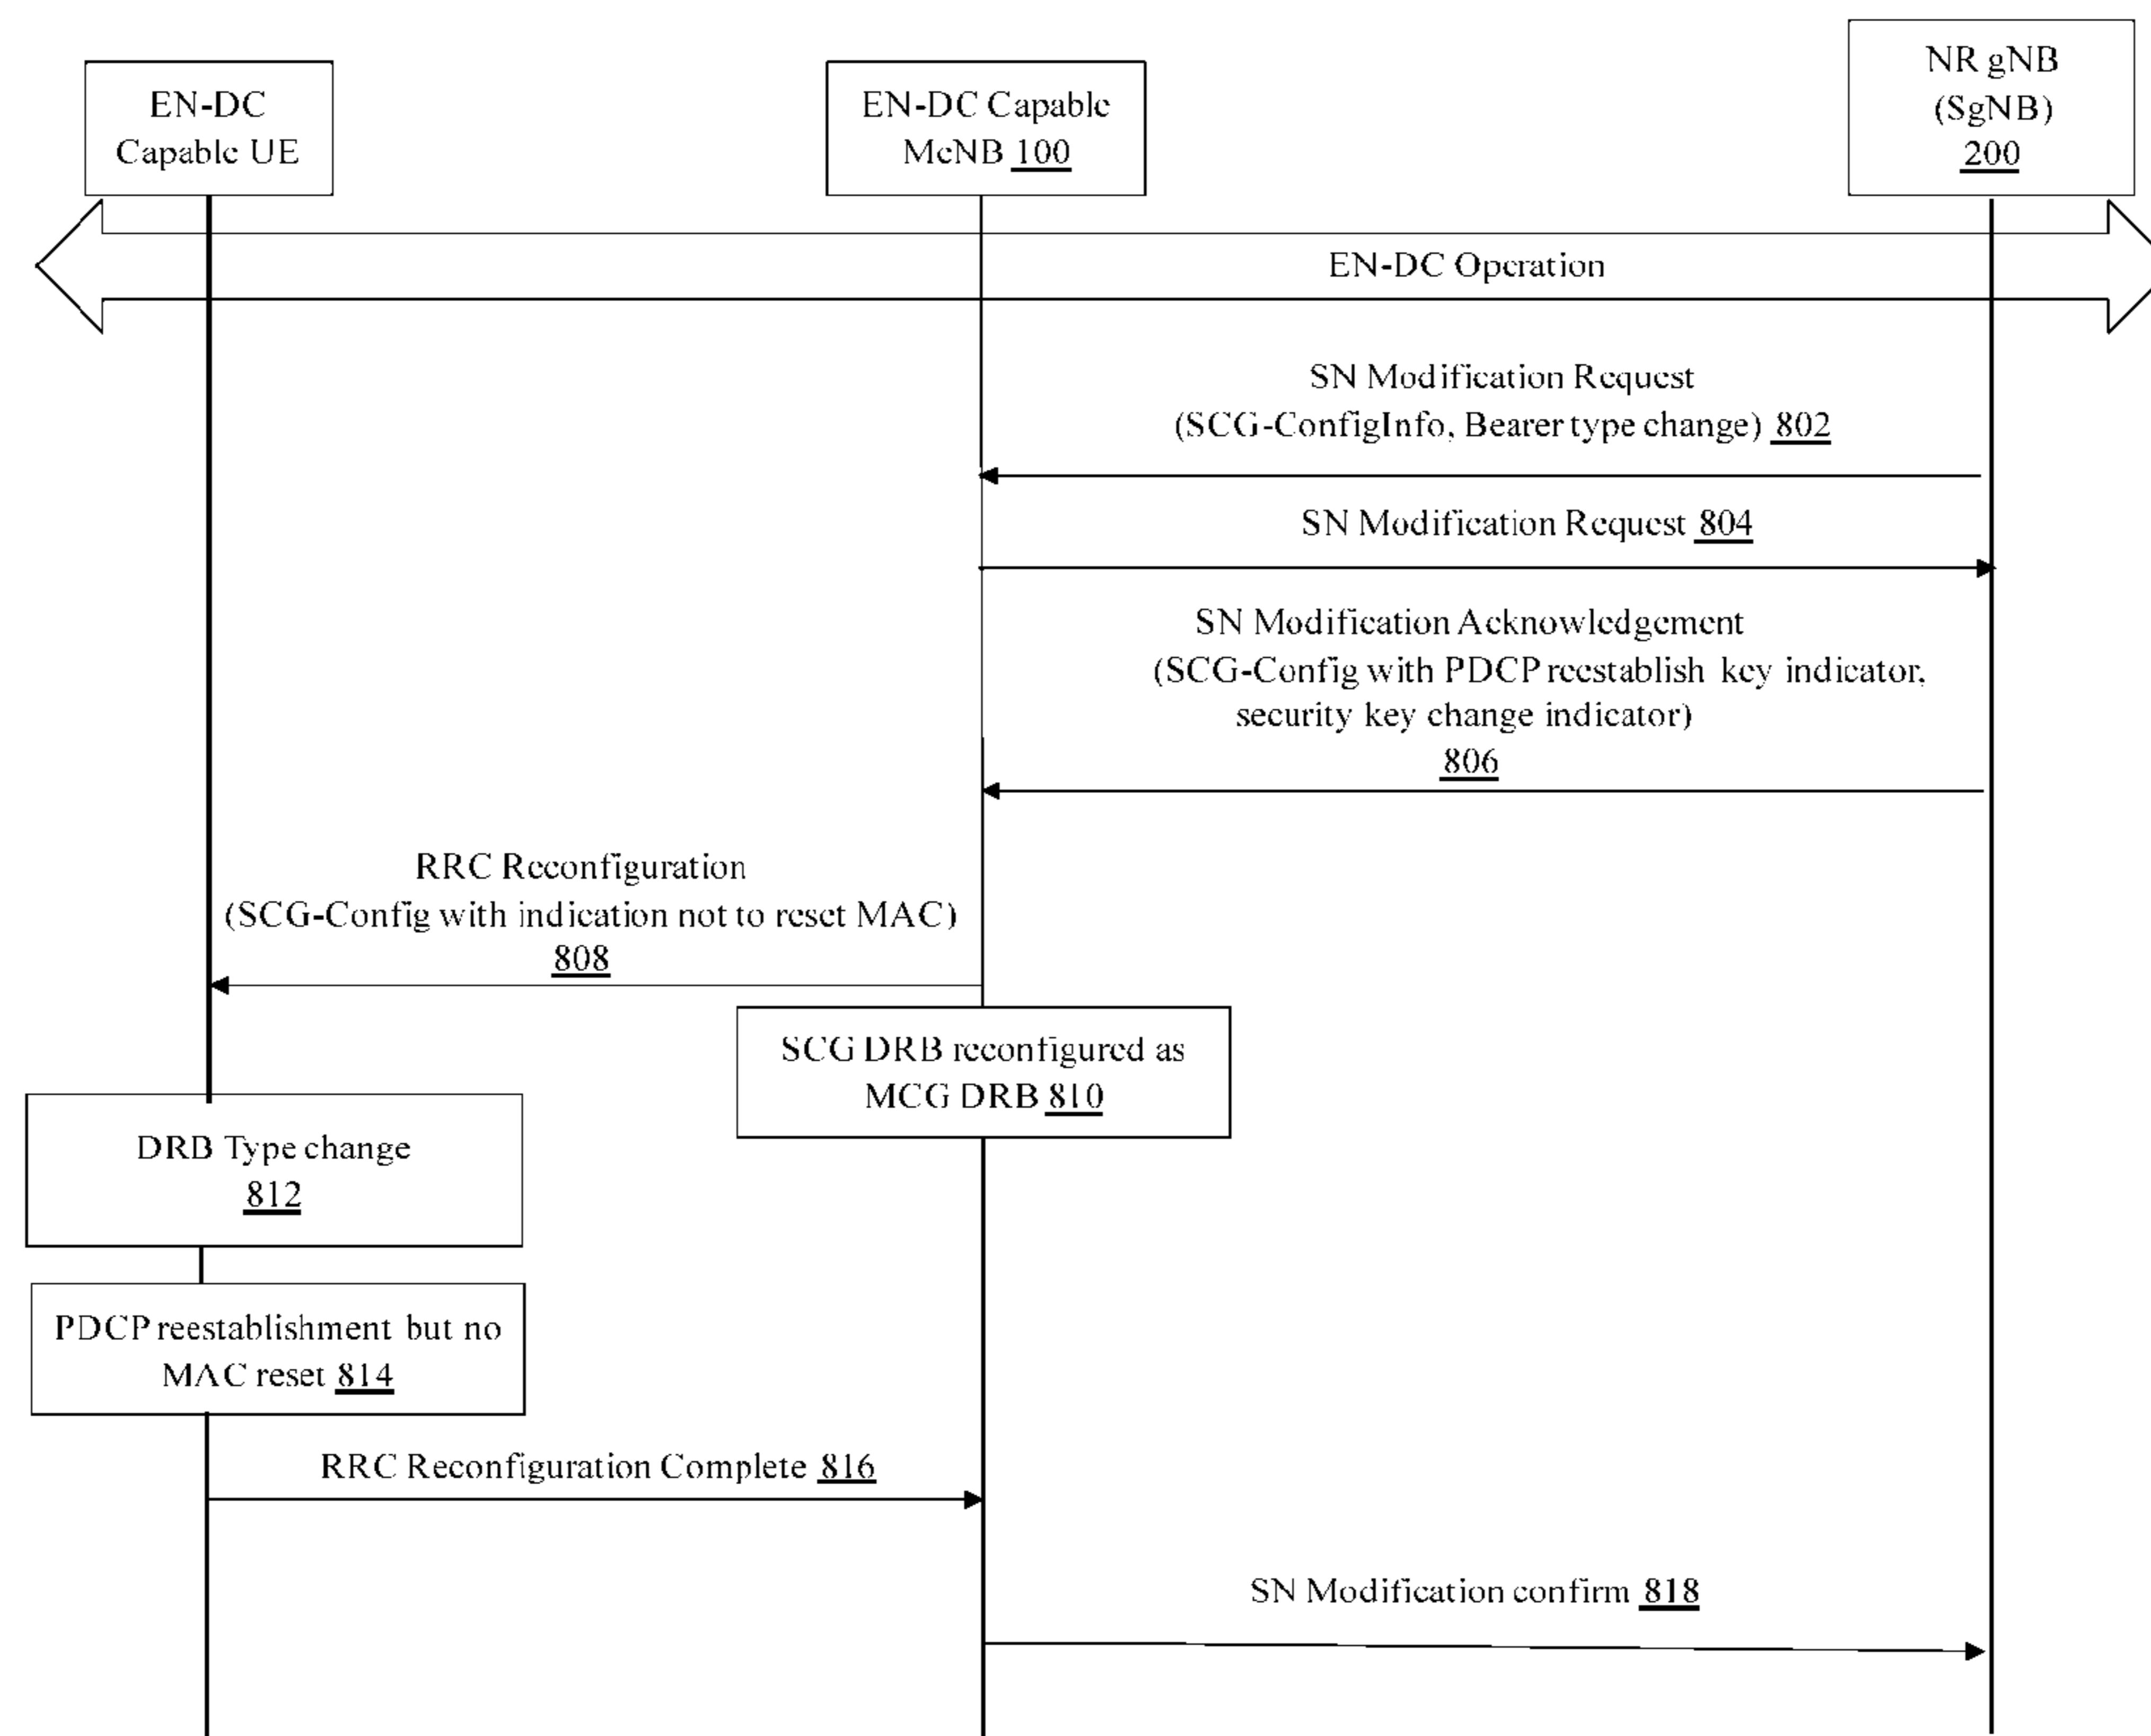 EN-DC
Capable UE
EN-DC Capable
MeNB 100
NR gNB
(SgNB)
200
EN-DC Operation
SN Modification Request
(SCG-ConfigInfo, Bearer type change) 802
SN Modification Request 804
SN Modification Acknowledgement
(SCG-Config with PDCP reestablish key indicator,
security key change indicator)
806
RRC Reconfiguration
(SCG-Config with indication not to reset MAC)
808
SCG DRB reconfigured as
MCG DRB 810
DRB Type change
812
PDCP reestablishment but no
MAC reset 814
RRC Reconfiguration Complete 816
SN Modification confirm 818